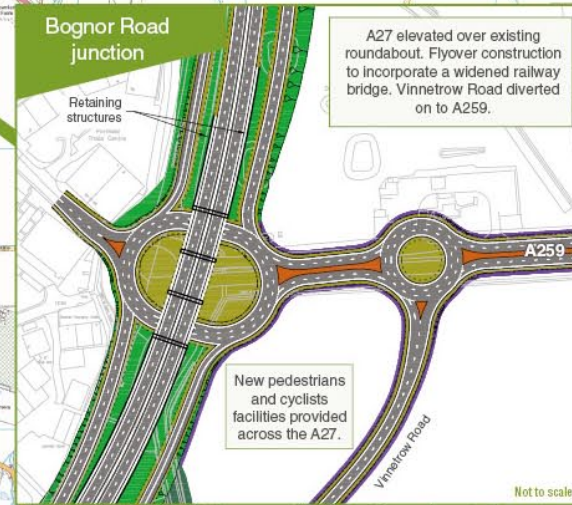 Bognor Road
junction
A27 elevated over existing
roundabout. Flyover construction
to incorporate a widened railway
bridge. Vinnetrow Road diverted
on to A259.
Retaining
structures
A259
New pedestrians
and cyclists
facilities provided
across the A27.
Vinnetrow Road
Not to scale